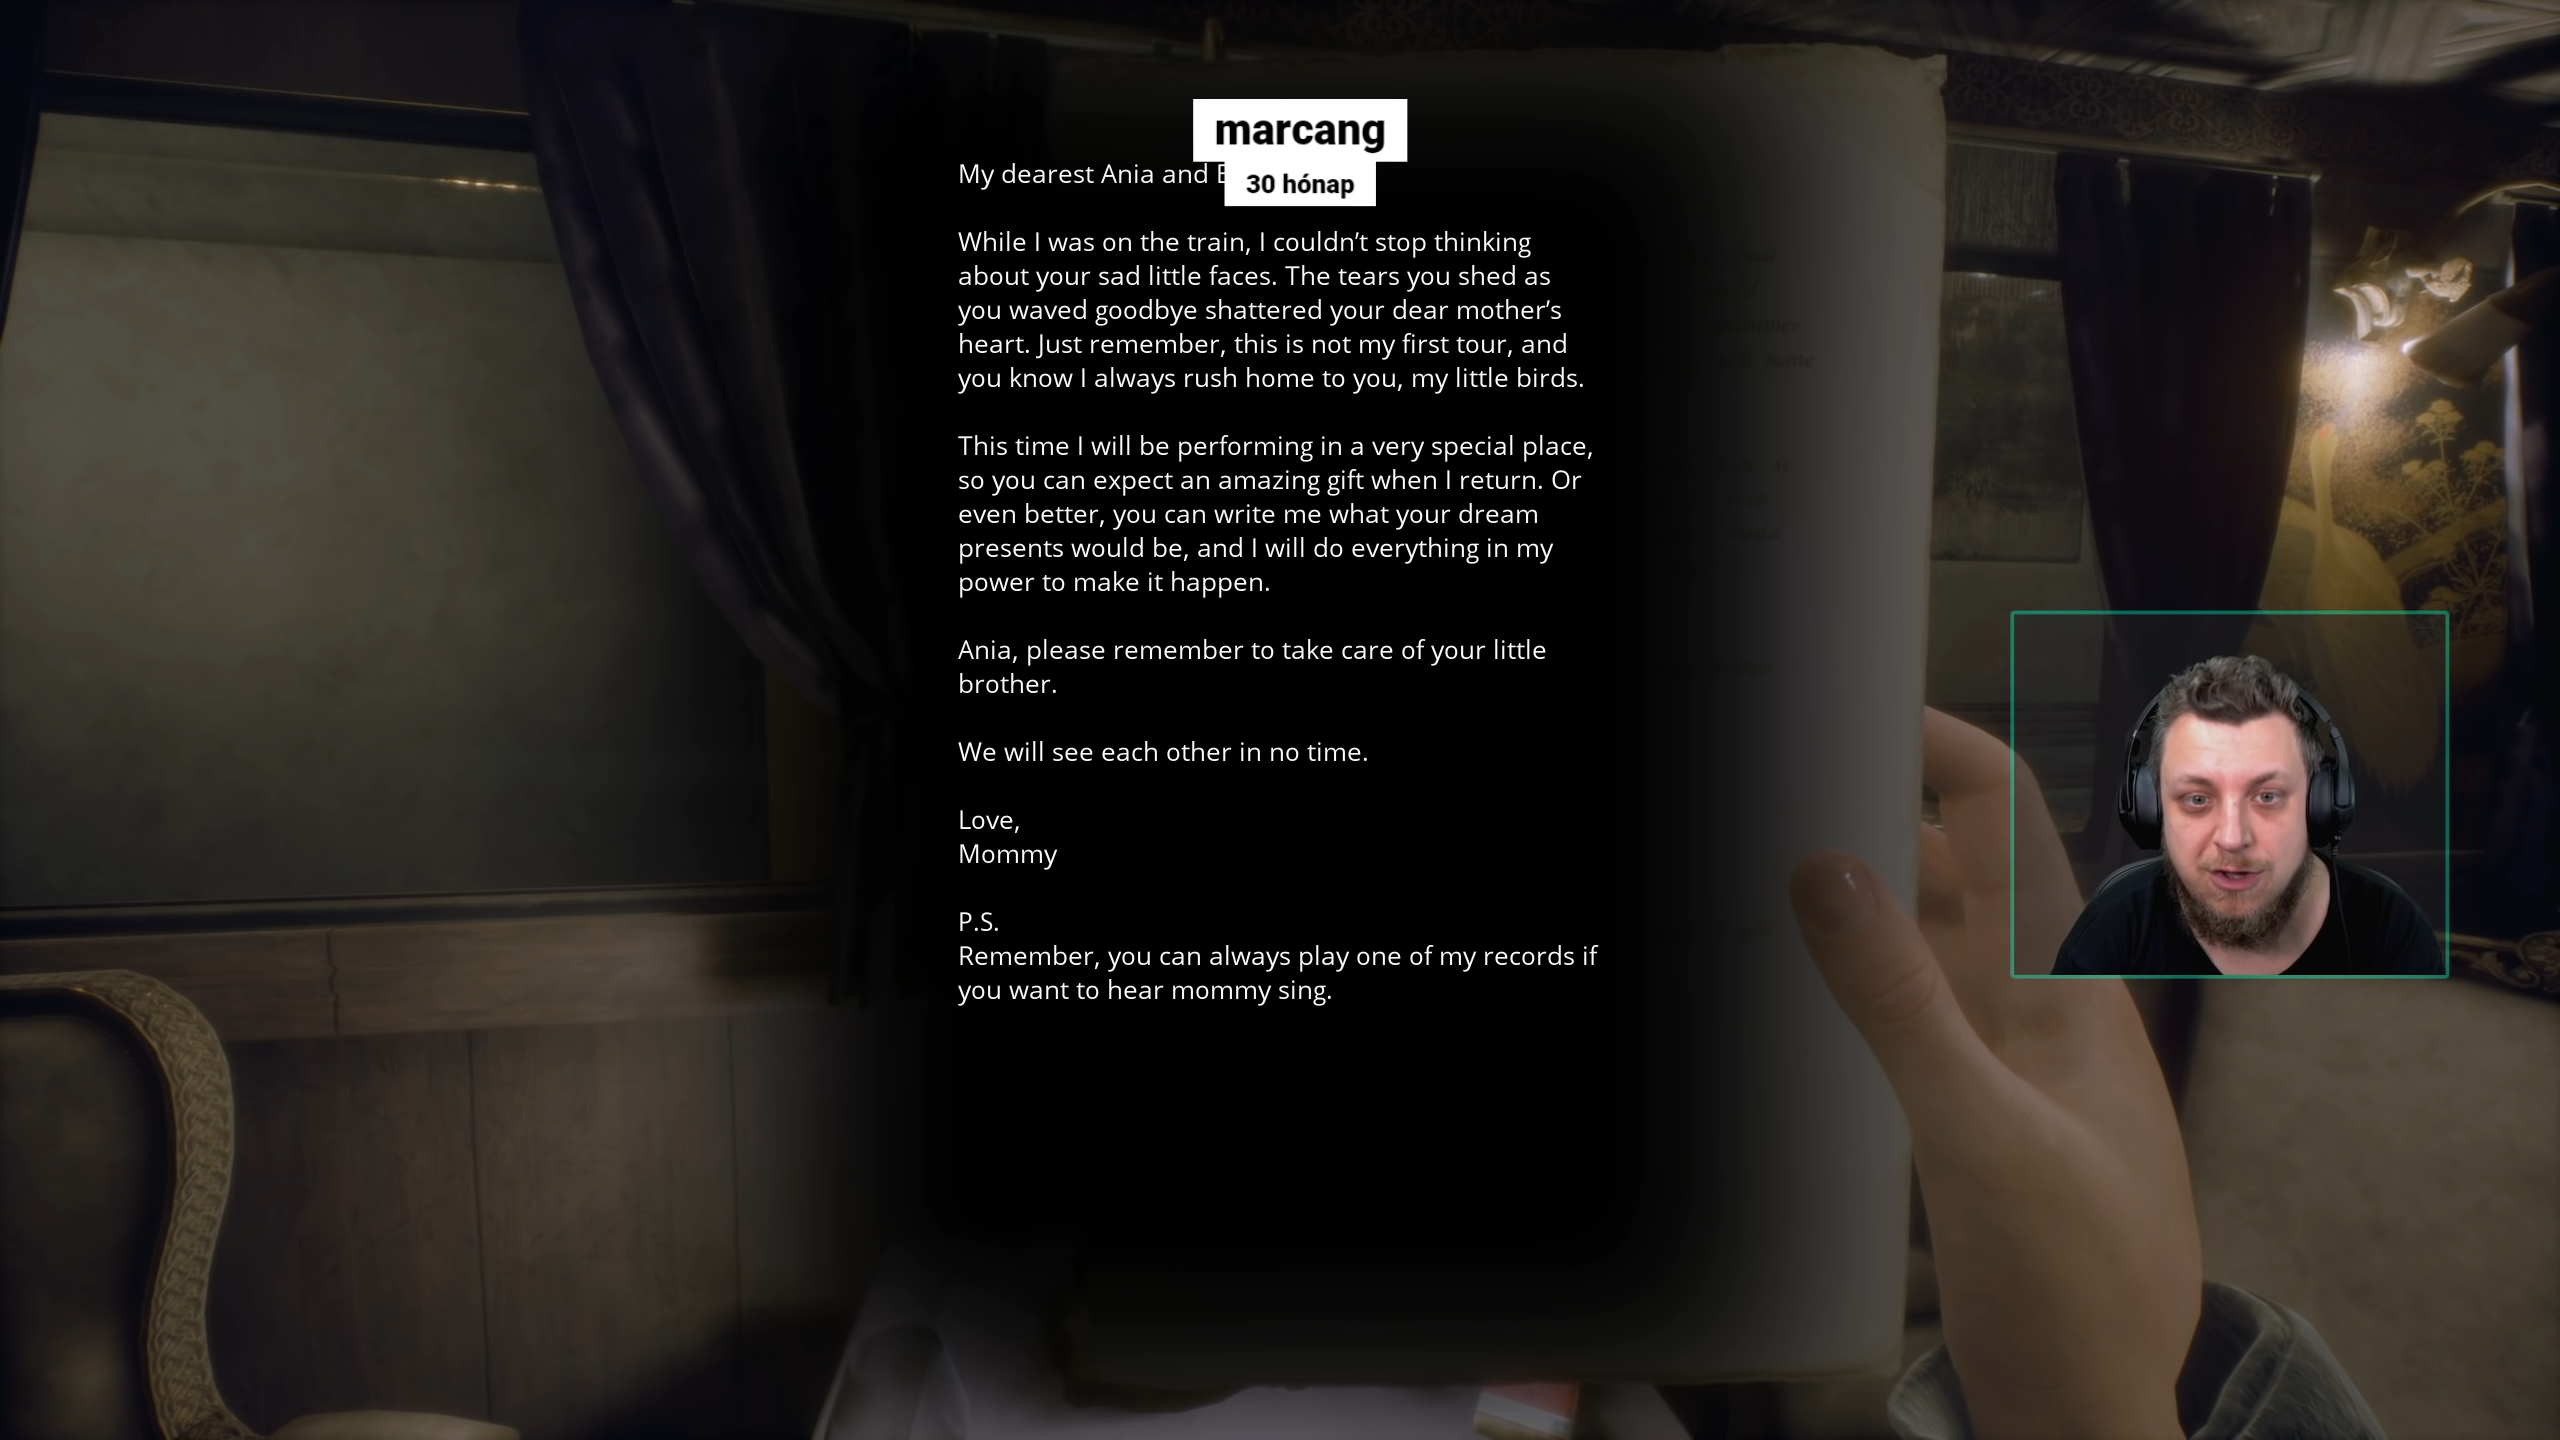 marcang
30 hónap
My dearest Ania and
While I was on the train, I couldn’t stop thinking
about your sad little faces. The tears you shed as
you waved goodbye shattered your dear mother’s
heart. Just remember, this is not my first tour, and
you know I always rush home to you, my little birds.
This time I will be performing in a very special place,
so you can expect an amazing gift when I return. Or
even better, you can write me what your dream
presents would be, and I will do everything in my
power to make it happen.
Ania, please remember to take care of your little
brother.
We will see each other in no time.
Love,
Mommy
P.S.
Remember, you can always play one of my records if
you want to hear mommy sing.